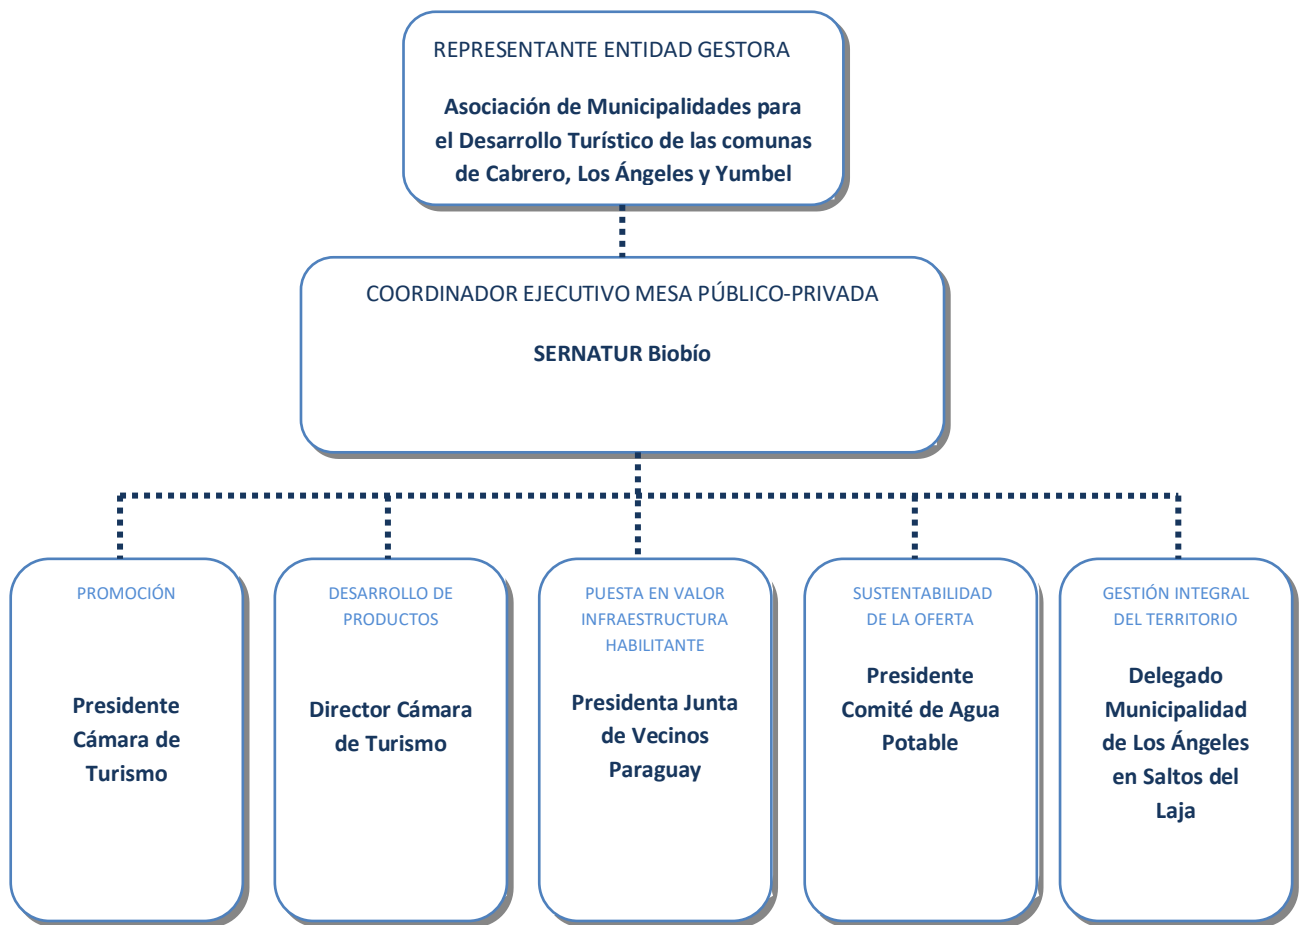 REPRESENTANTE ENTIDAD GESTORA
Asociación de Municipalidades para
el Desarrollo Turístico de las comunas
de Cabrero, Los Ángeles y Yumbel
COORDINADOR EJECUTIVO MESA PÚBLICO-PRIVADA
SERNATUR Biobío
PROMOCIÓN
Presidente
Cámara de
Turismo
DESARROLLO DE
PRODUCTOS
Director Cámara
de Turismo
PUESTA EN VALOR
INFRAESTRUCTURA
HABILITANTE
Presidenta Junta
de Vecinos
Paraguay
SUSTENTABILIDAD
DE LA OFERTA
Presidente
Comité de Agua
Potable
GESTIÓN INTEGRAL
DEL TERRITORIO
Delegado
Municipalidad
de Los Ángeles
en Saltos del
Laja